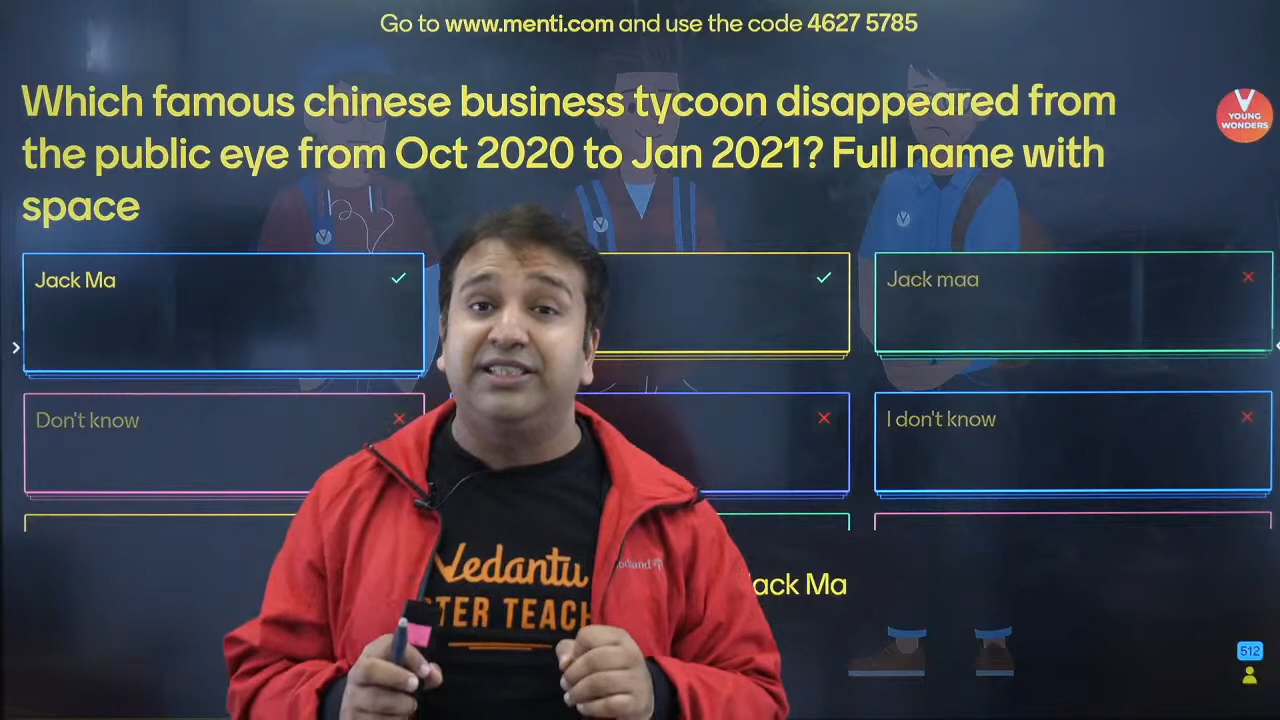 Go to www.menti.com and use the code 4627 5785
Which famous chinese business tycoon disappeared from
the public eye from Oct 2020 to Jan 2021? Full name with
space
V
YOUNG
WONDERS
Jack Ma
Jack maa
Don't know
I don't know
Vedantu
TER TEACH
ack Ma
512